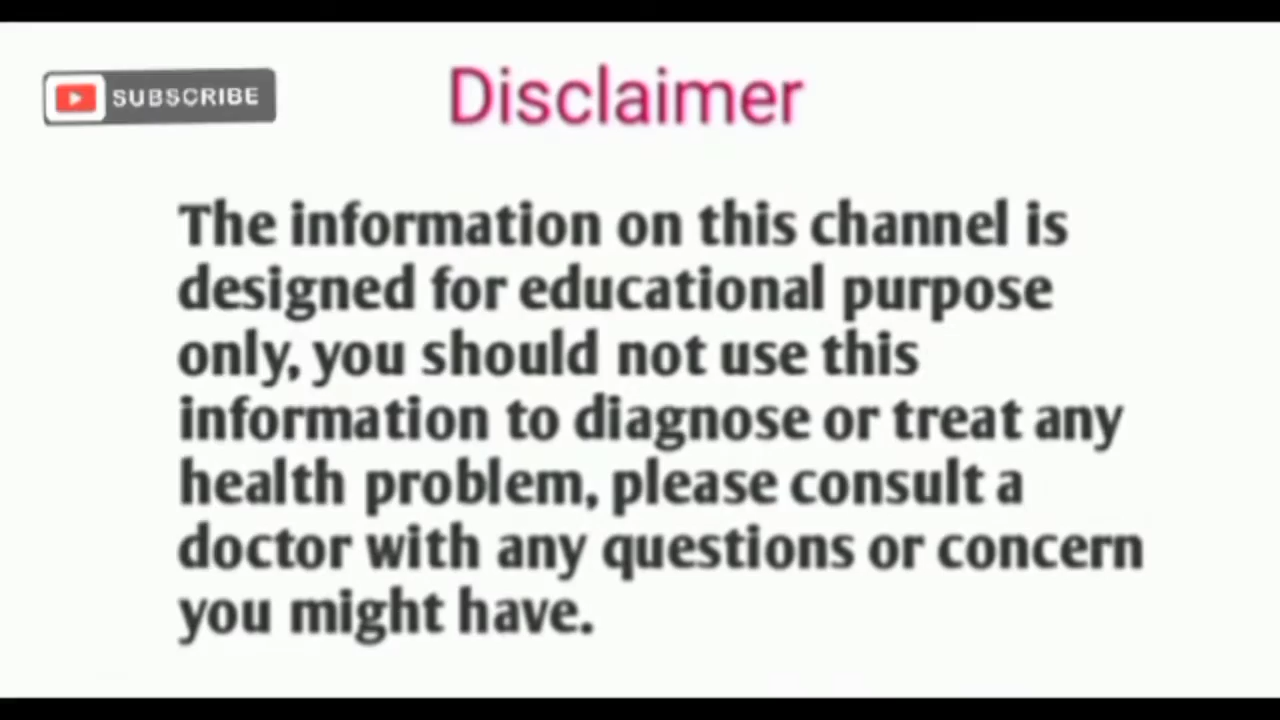 SUBSCRIBE
Disclaimer
The information on this channel is
designed for educational purpose
only, you should not use this
information to diagnose or treat any
health problem, please consult a
doctor with any questions or concern
you might have.